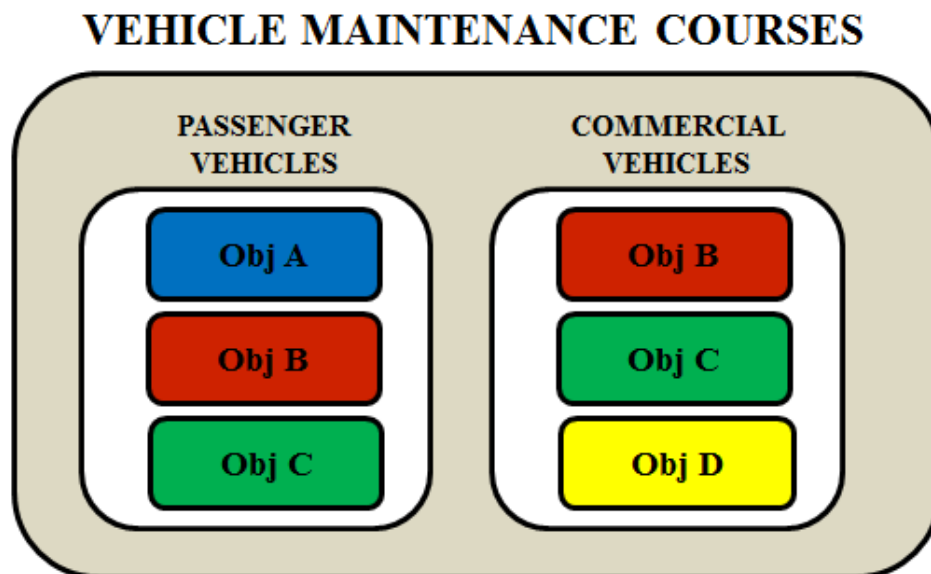 VEHICLE MAINTENANCE COURSES
PASSENGER
VEHICLES
Obj A
Obj B
Obj C
COMMERCIAL
VEHICLES
Obj B
Obj C
Obj D